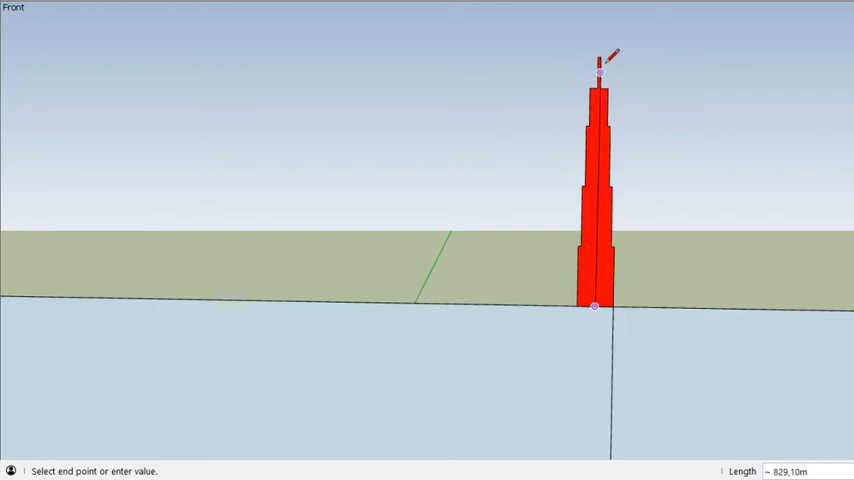 Front
Select end point or enter value.
Length
~ 829,10m